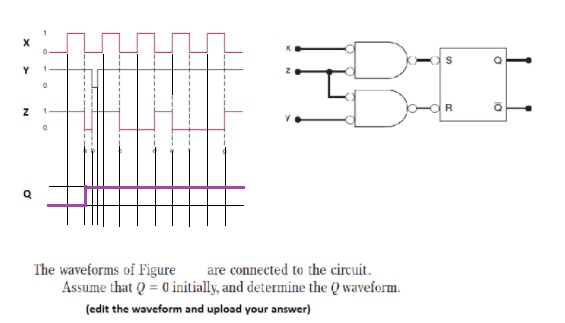 X 1
0
Y 1
0
Z 1
0
Q
X
Z
Y
S Q
R Q̅
The waveforms of Figure are connected to the circuit.
Assume that Q = 0 initially, and determine the Q waveform.
(edit the waveform and upload your answer)